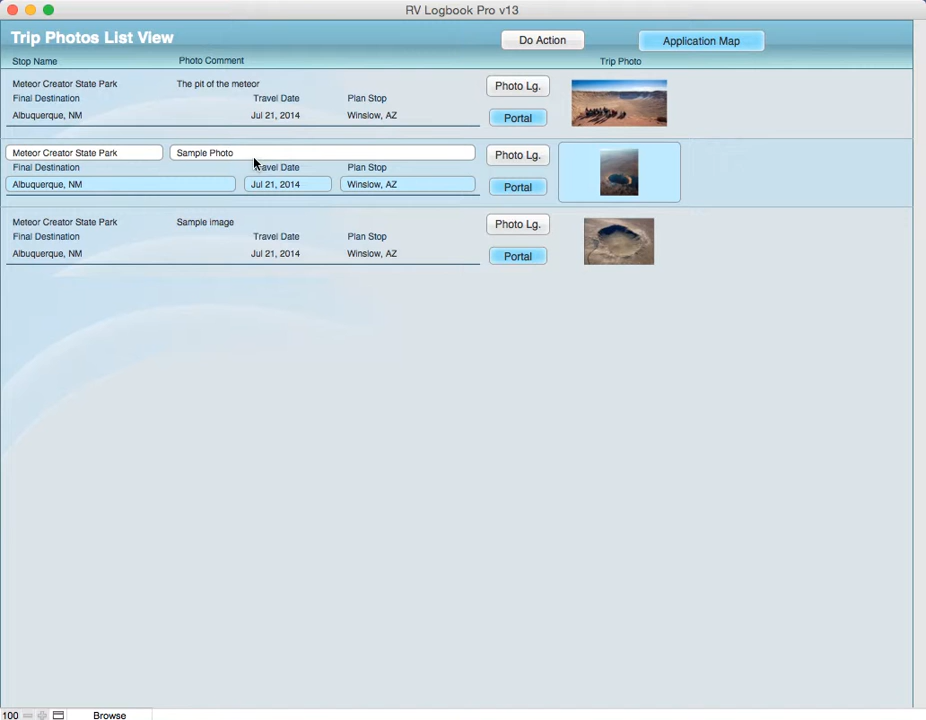 RV Logbook Pro v13
Trip Photos List View
Do Action
Application Map
Stop Name Photo Comment Trip Photo
Meteor Creator State Park The pit of the meteor Photo Lg.
Final Destination Travel Date Plan Stop
Albuquerque, NM Jul 21, 2014 Winslow, AZ Portal
Meteor Creator State Park Sample Photo Photo Lg.
Final Destination Travel Date Plan Stop
Albuquerque, NM Jul 21, 2014 Winslow, AZ Portal
Meteor Creator State Park Sample image Photo Lg.
Final Destination Travel Date Plan Stop
Albuquerque, NM Jul 21, 2014 Winslow, AZ Portal
100 Browse